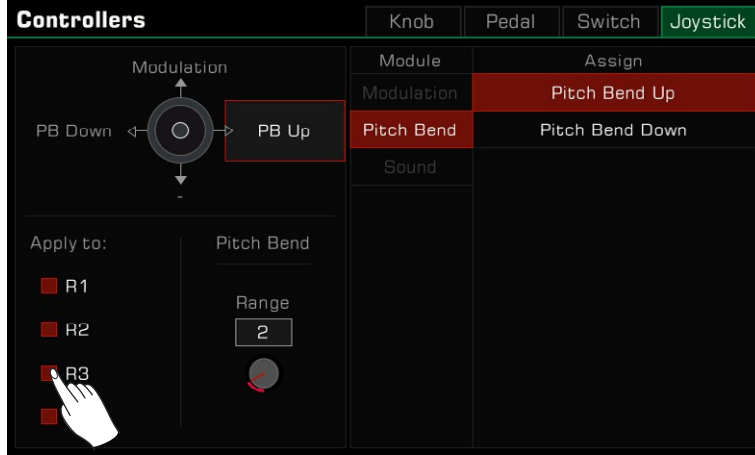 Controllers
Knob Pedal Switch Joystick
Modulation
PB Down
PB Up
-
Module Assign
Modulation Pitch Bend Up
Pitch Bend Pitch Bend Down
Sound
Apply to:
R1
R2
R3
Pitch Bend
Range
2